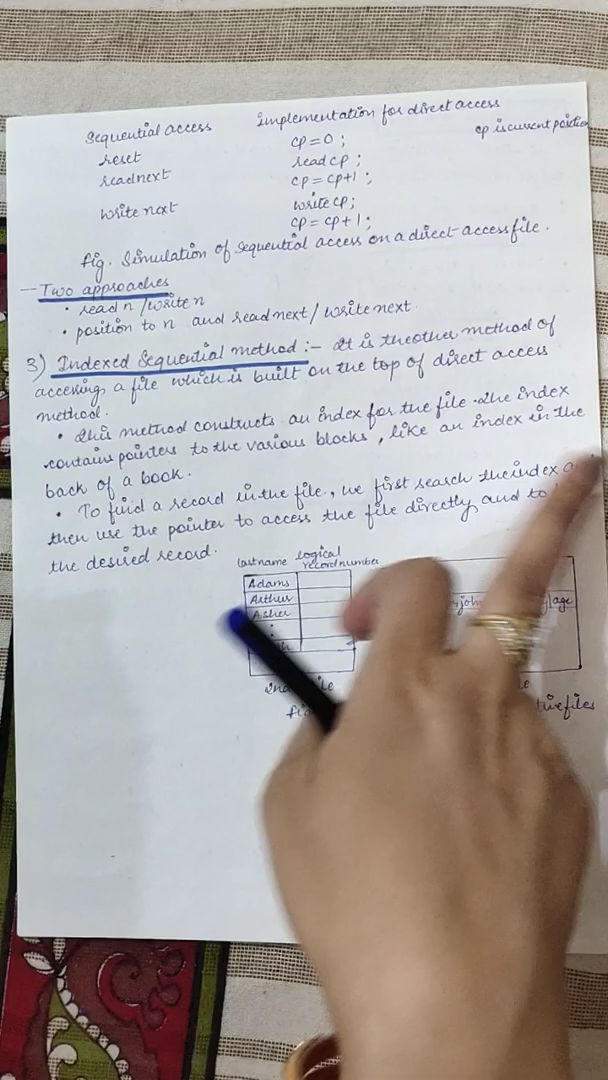 Sequential access Implementation for direct access
reset cp=0; cp is current position
readnext read cp;
cp=cp+1;
write next write cp;
cp=cp+1;
fig. Simulation of sequential access on a direct-access file.
— Two approaches
• read n / write n
• position to n and readnext / writenext
3) Indexed Sequential method :- It is the other method of
accessing a file which is built on the top of direct access
method.
• This method constructs an index for the file. The index
contains pointers to the various blocks, like an index in the
back of a book.
• To find a record in the file, we first search the index
then use the pointer to access the file directly and to
the desired record.
lastname logical
record number
Adams
Arthur
Asher
age
files